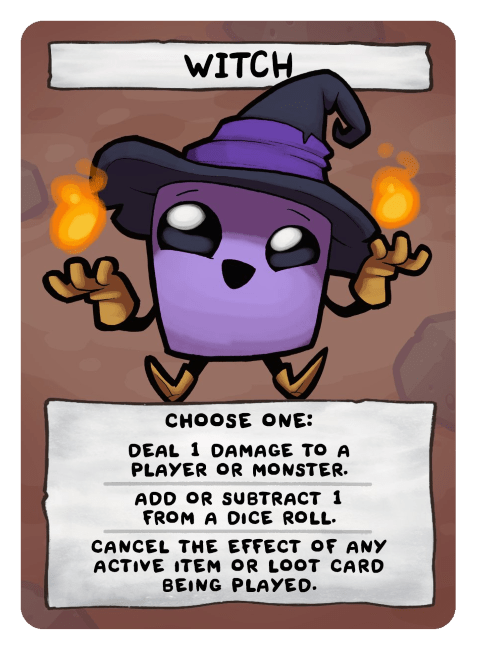 WITCH
CHOOSE ONE:
DEAL 1 DAMAGE TO A
PLAYER OR MONSTER.
ADD OR SUBTRACT 1
FROM A DICE ROLL.
CANCEL THE EFFECT OF ANY
ACTIVE ITEM OR LOOT CARD
BEING PLAYED.